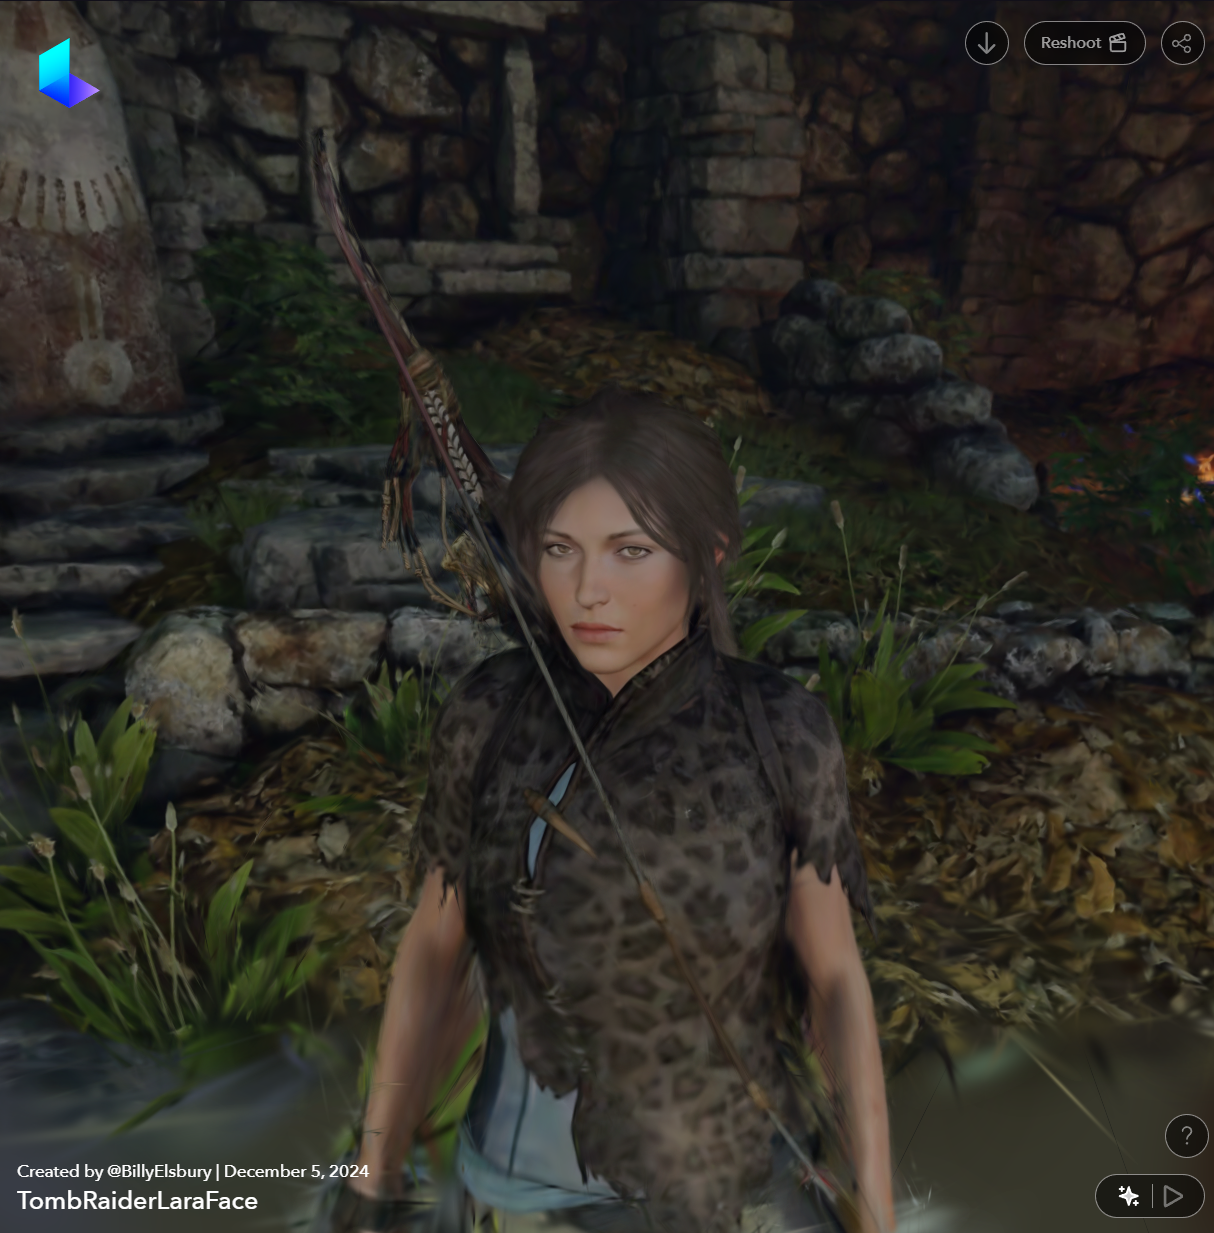 Reshoot
?
Created by @BillyElsbury | December 5, 2024
TombRaiderLaraFace